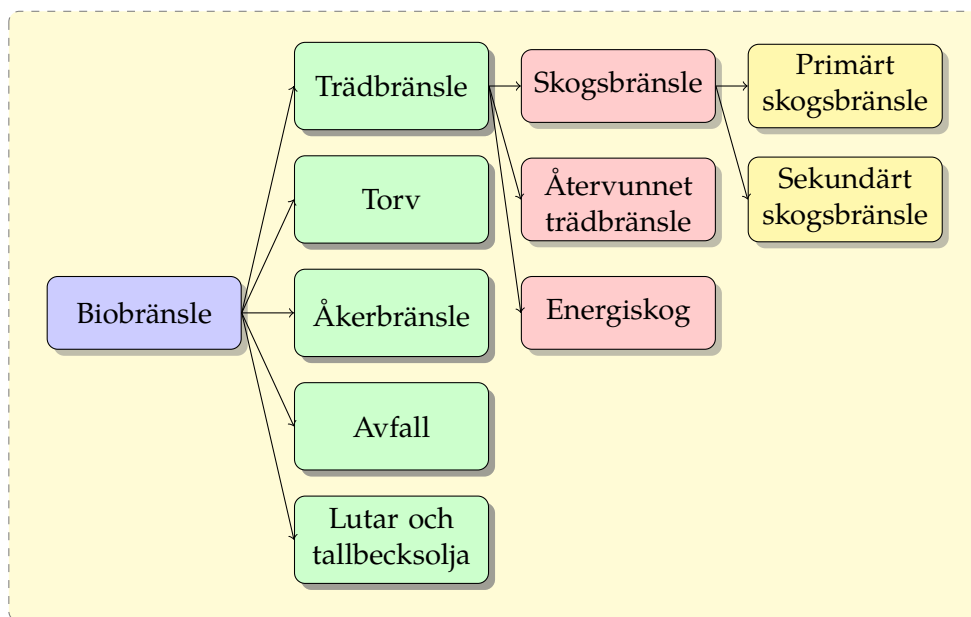 Biobränsle
Trädbränsle
Torv
Åkerbränsle
Avfall
Lutar och
tallbecksolja
Skogsbränsle
Återvunnet
trädbränsle
Energiskog
Primärt
skogsbränsle
Sekundärt
skogsbränsle